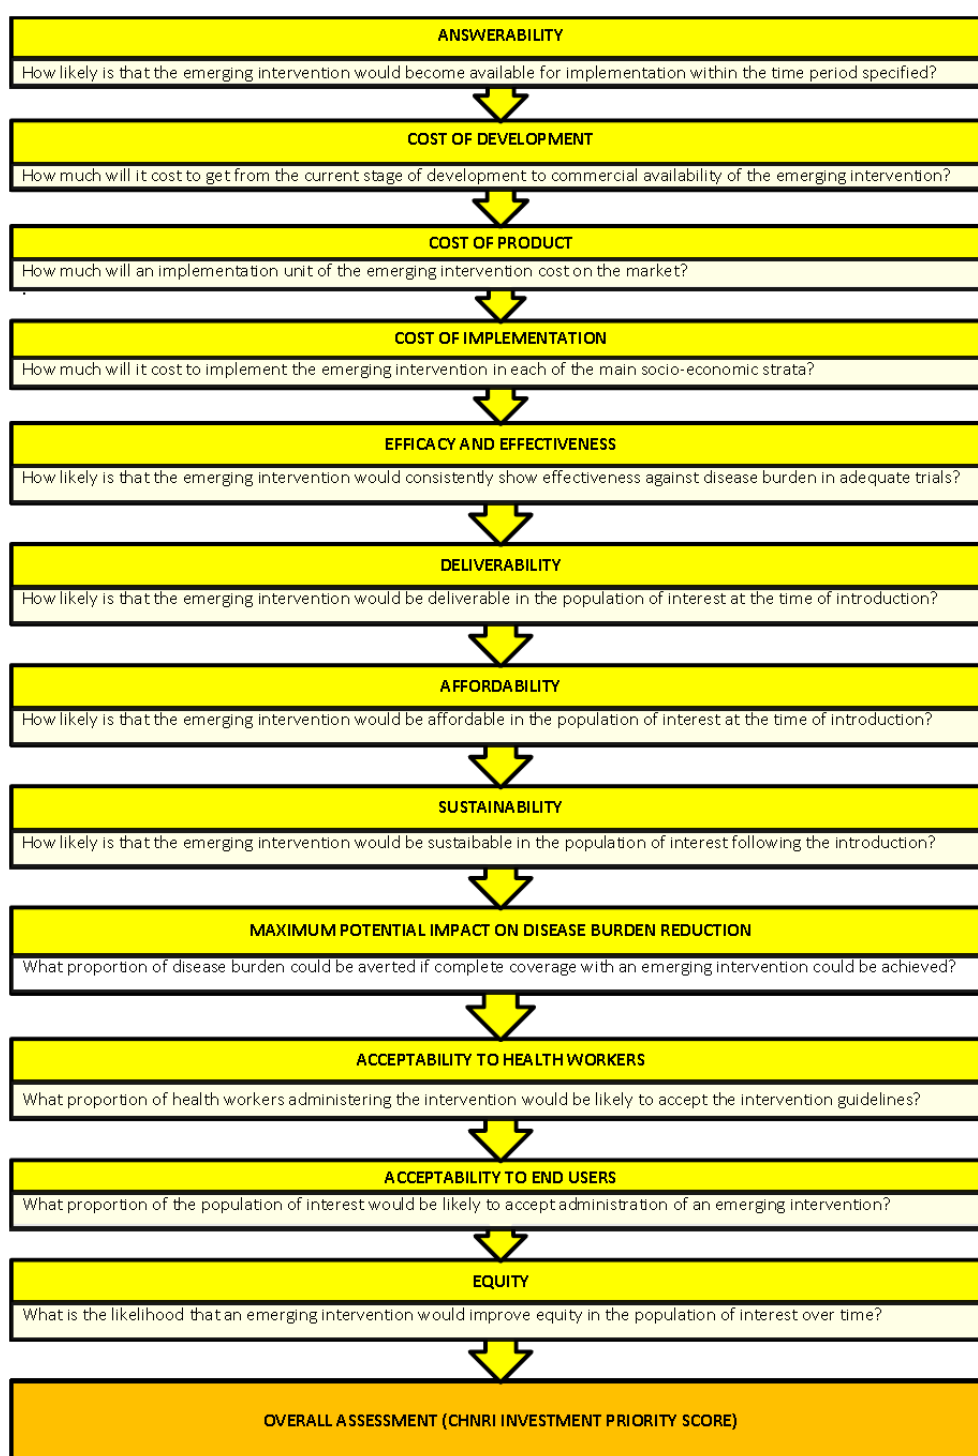 ANSWERABILITY
How likely is that the emerging intervention would become available for implementation within the time period specified?
COST OF DEVELOPMENT
How much will it cost to get from the current stage of development to commercial availability of the emerging intervention?
COST OF PRODUCT
How much will an implementation unit of the emerging intervention cost on the market?
.
COST OF IMPLEMENTATION
How much will it cost to implement the emerging intervention in each of the main socio-economic strata?
EFFICACY AND EFFECTIVENESS
How likely is that the emerging intervention would consistently show effectiveness against disease burden in adequate trials?
DELIVERABILITY
How likely is that the emerging intervention would be deliverable in the population of interest at the time of introduction?
AFFORDABILITY
How likely is that the emerging intervention would be affordable in the population of interest at the time of introduction?
SUSTAINABILITY
How likely is that the emerging intervention would be sustaibable in the population of interest following the introduction?
MAXIMUM POTENTIAL IMPACT ON DISEASE BURDEN REDUCTION
What proportion of disease burden could be averted if complete coverage with an emerging intervention could be achieved?
ACCEPTABILITY TO HEALTH WORKERS
What proportion of health workers administering the intervention would be likely to accept the intervention guidelines?
ACCEPTABILITY TO END USERS
What proportion of the population of interest would be likely to accept administration of an emerging intervention?
EQUITY
What is the likelihood that an emerging intervention would improve equity in the population of interest over time?
OVERALL ASSESSMENT (CHNRI INVESTMENT PRIORITY SCORE)